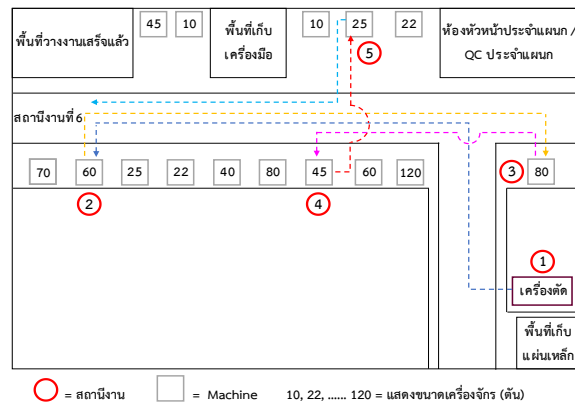 พื้นที่วางงานเสร็จแล้ว
45
10
พื้นที่เก็บ
เครื่องมือ
10
25
22
ห้องหัวหน้าประจำแผนก /
QC ประจำแผนก
5
สถานีงานที่ 6
70
60
25
22
40
80
45
60
120
3
80
2
4
1
เครื่องตัด
พื้นที่เก็บ
แผ่นเหล็ก
= สถานีงาน
= Machine
10, 22, ...... 120 = แสดงขนาดเครื่องจักร (ตัน)